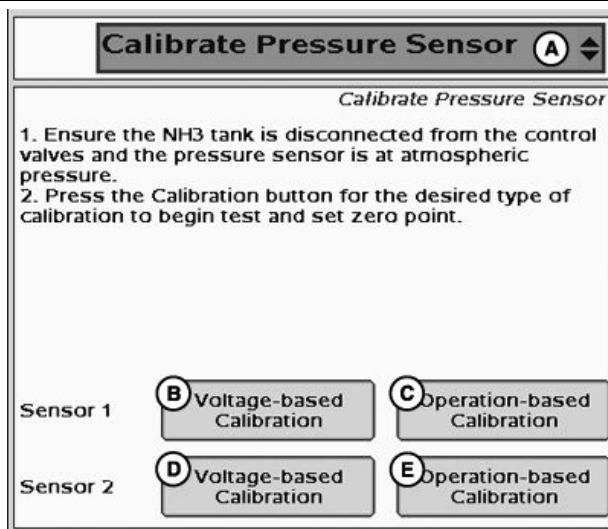 Calibrate Pressure Sensor A
Calibrate Pressure Sensor
1. Ensure the NH3 tank is disconnected from the control
valves and the pressure sensor is at atmospheric
pressure.
2. Press the Calibration button for the desired type of
calibration to begin test and set zero point.
Sensor 1
B Voltage-based
Calibration
C Operation-based
Calibration
Sensor 2
D Voltage-based
Calibration
E Operation-based
Calibration